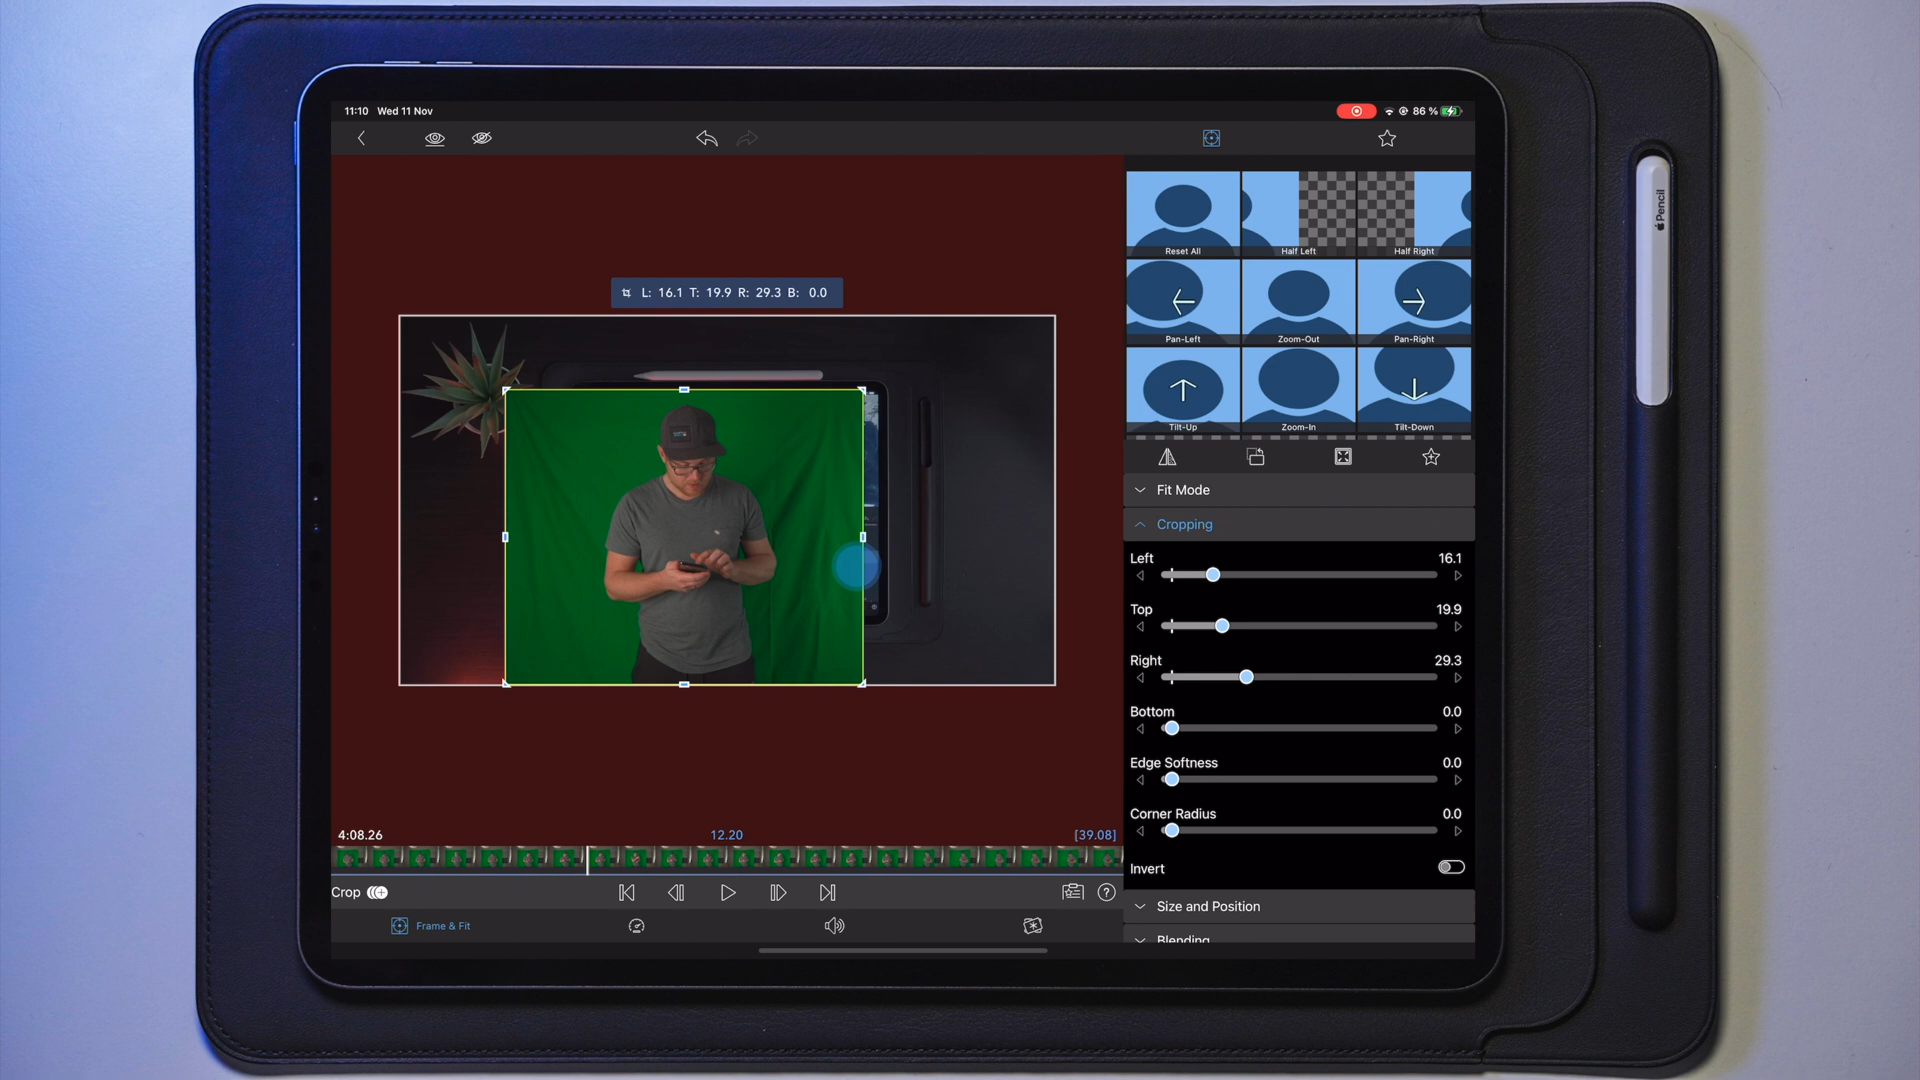 11:10 Wed 11 Nov
86 %
L: 16.1 T: 19.9 R: 29.3 B: 0.0
Reset All
Half Left
Half Right
Pan-Left
Zoom-Out
Pan-Right
Tilt-Up
Zoom-In
Tilt-Down
Fit Mode
Cropping
Left 16.1
Top 19.9
Right 29.3
Bottom 0.0
Edge Softness 0.0
Corner Radius 0.0
Invert
Size and Position
Blending
4:08.26
12.20
[39.08]
Crop
Frame & Fit
Pencil